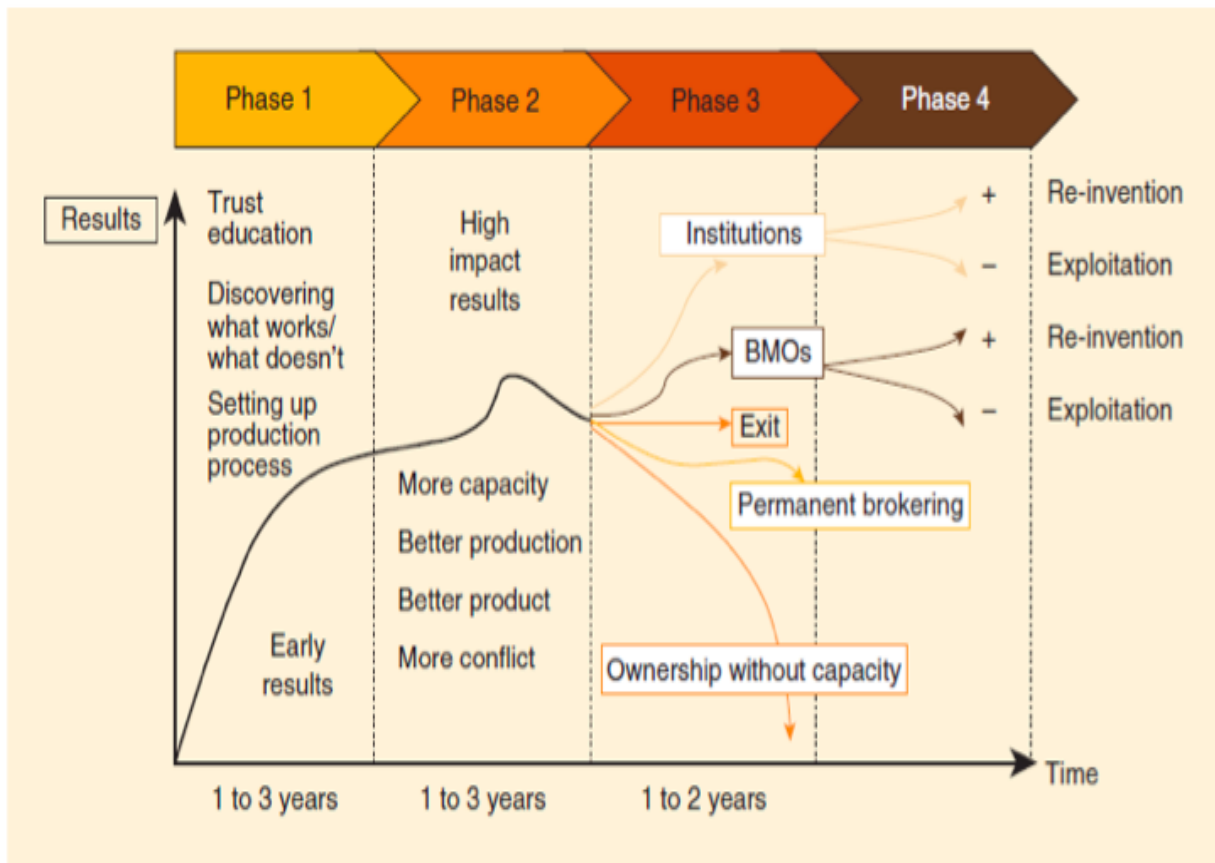 Phase 1
Phase 2
Phase 3
Phase 4
Results
Trust
education
Discovering
what works/
what doesn't
Setting up
production
process
Early
results
High
impact
results
More capacity
Better production
Better product
More conflict
Institutions
BMOs
Exit
Permanent brokering
Ownership without capacity
+
Re-invention
–
Exploitation
+
Re-invention
–
Exploitation
Time
1 to 3 years
1 to 3 years
1 to 2 years